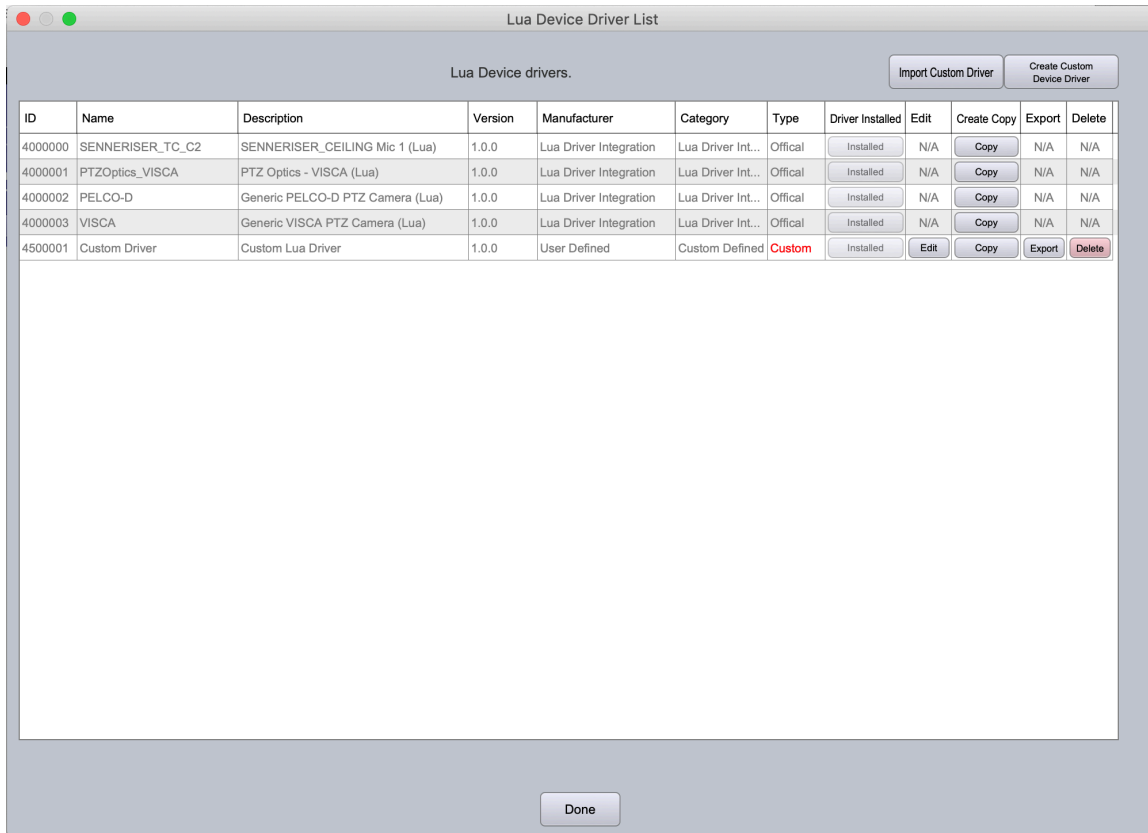 Lua Device Driver List
Lua Device drivers.
Import Custom Driver
Create Custom
Device Driver
ID Name Description Version Manufacturer Category Type Driver Installed Edit Create Copy Export Delete
4000000 SENNERISER_TC_C2 SENNERISER_CEILING Mic 1 (Lua) 1.0.0 Lua Driver Integration Lua Driver Int... Offical Installed N/A Copy N/A N/A
4000001 PTZOptics_VISCA PTZ Optics - VISCA (Lua) 1.0.0 Lua Driver Integration Lua Driver Int... Offical Installed N/A Copy N/A N/A
4000002 PELCO-D Generic PELCO-D PTZ Camera (Lua) 1.0.0 Lua Driver Integration Lua Driver Int... Offical Installed N/A Copy N/A N/A
4000003 VISCA Generic VISCA PTZ Camera (Lua) 1.0.0 Lua Driver Integration Lua Driver Int... Offical Installed N/A Copy N/A N/A
4500001 Custom Driver Custom Lua Driver 1.0.0 User Defined Custom Defined Custom Installed Edit Copy Export Delete
Done